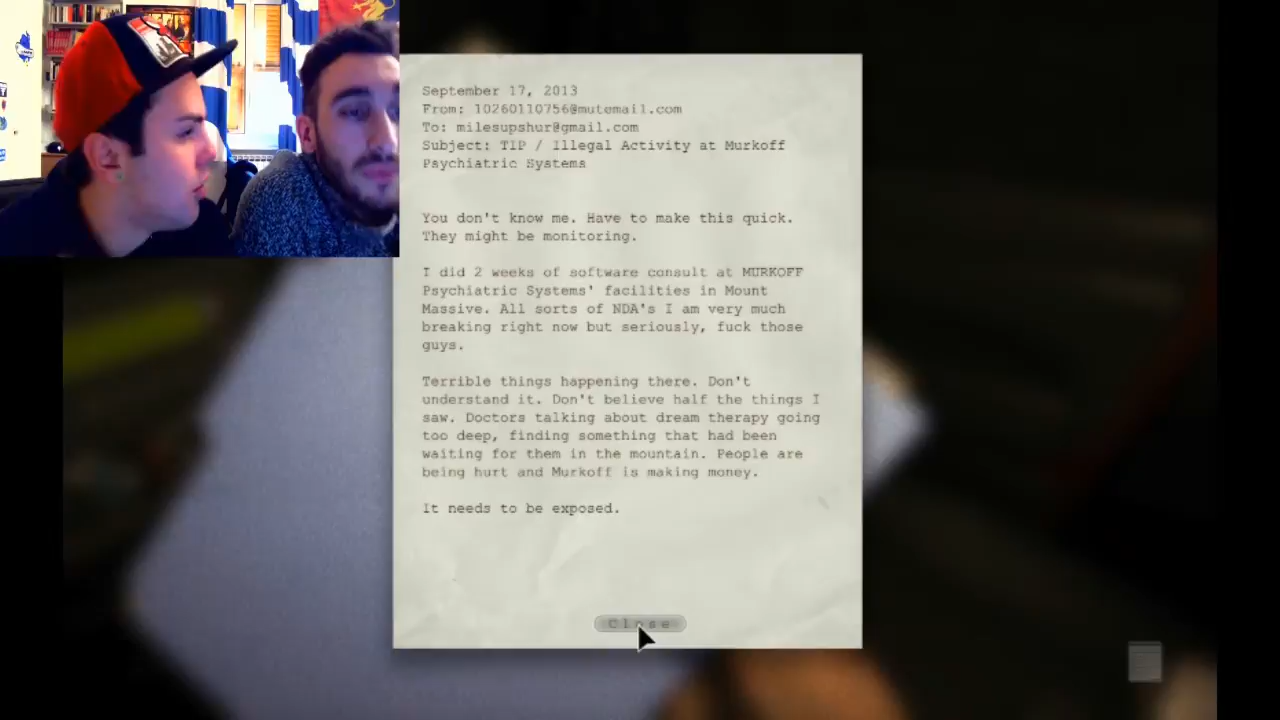 September 17, 2013
From: 10260110756@mutemail.com
To: milesupshur@gmail.com
Subject: TIP / Illegal Activity at Murkoff
Psychiatric Systems
You don't know me. Have to make this quick.
They might be monitoring.
I did 2 weeks of software consult at MURKOFF
Psychiatric Systems' facilities in Mount
Massive. All sorts of NDA's I am very much
breaking right now but seriously, fuck those
guys.
Terrible things happening there. Don't
understand it. Don't believe half the things I
saw. Doctors talking about dream therapy going
too deep, finding something that had been
waiting for them in the mountain. People are
being hurt and Murkoff is making money.
It needs to be exposed.
Close